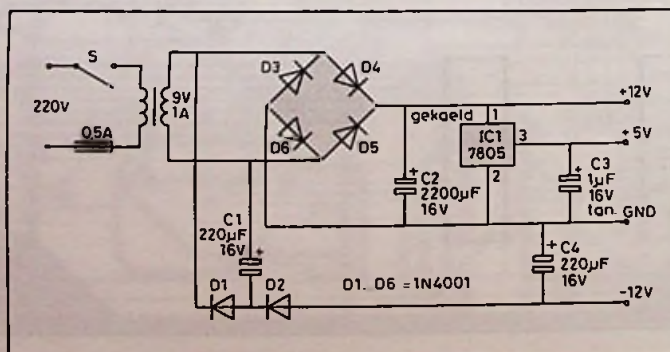 S
220V
0,5A
9V
1A
D3
D4
D6
D5
gekoeld
1
IC1
7805
3
2
+12V
+5V
+
C2
2200µF
16V
+
C3
1µF
16V
tan.
GND
C1
220µF
16V
+
+
C4
220µF
16V
D1
D2
D1. D6 = 1N4001
-12V